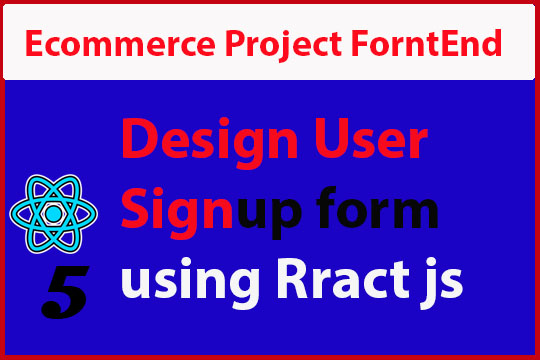 Ecommerce Project ForntEnd
Design User
Signup form
5
using Rract js